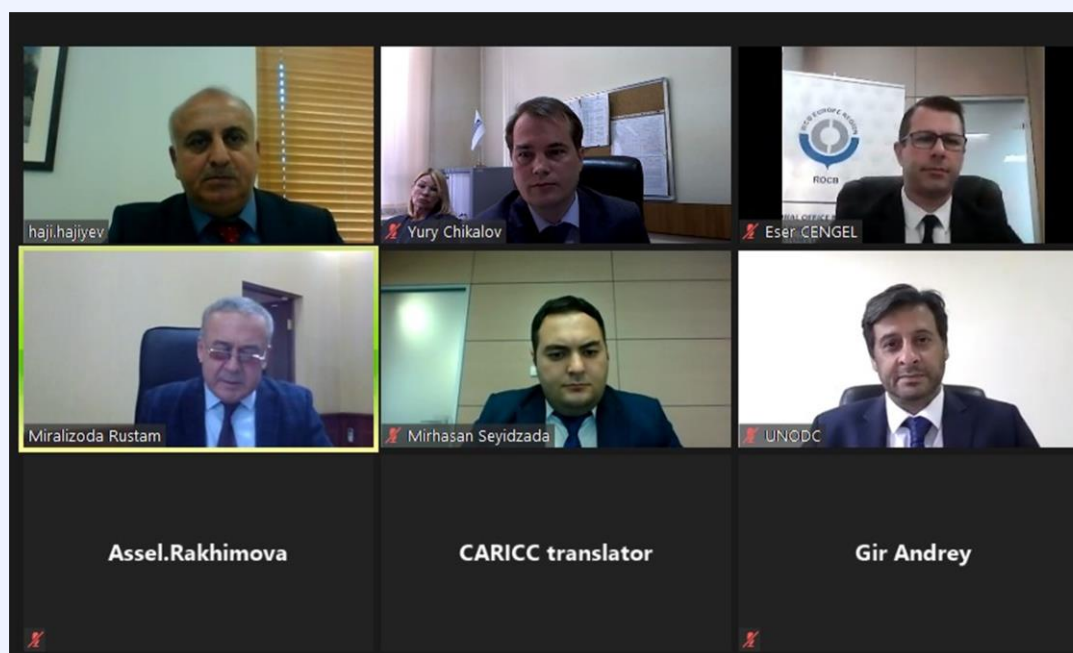 haji.hajiyev
Yury Chikalov
Eser CENGEL
ROCB
Miralizoda Rustam
Mirhasan Seyidzada
UNODC
Assel.Rakhimova
CARICC translator
Gir Andrey